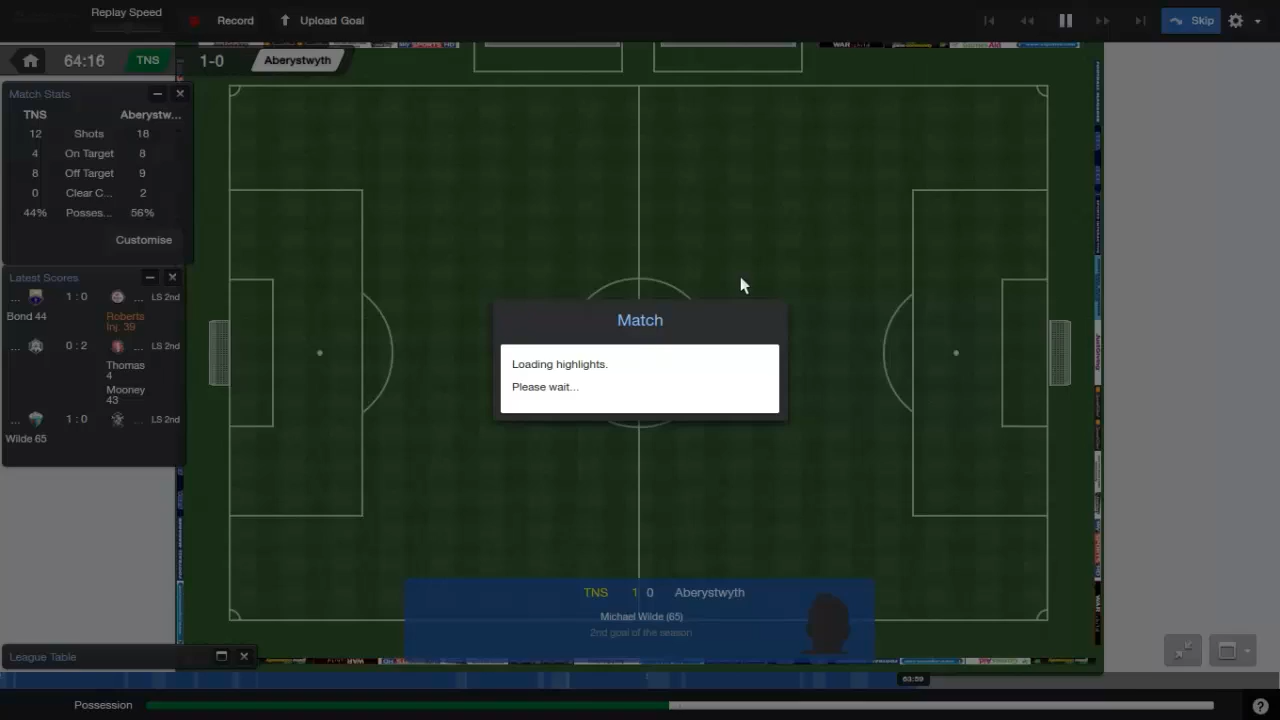 Replay Speed
Record
Upload Goal
Skip
64:16
TNS
1-0
Aberystwyth
Match Stats
TNS Aberystw...
12 Shots 18
4 On Target 8
8 Off Target 9
0 Clear C... 2
44% Posses... 56%
Customise
Latest Scores
... 1 : 0 ... LS 2nd
Bond 44 Roberts
Inj. 39
... 0 : 2 ... LS 2nd
Thomas
4
Mooney
43
... 1 : 0 ... LS 2nd
Wilde 65
Match
Loading highlights.
Please wait...
TNS 1 0 Aberystwyth
Michael Wilde (65)
2nd goal of the season
League Table
63:59
Possession
?